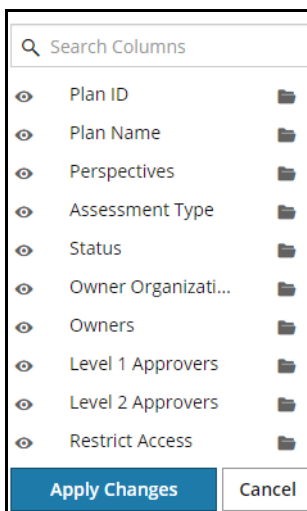 Search Columns
Plan ID
Plan Name
Perspectives
Assessment Type
Status
Owner Organizati...
Owners
Level 1 Approvers
Level 2 Approvers
Restrict Access
Apply Changes Cancel